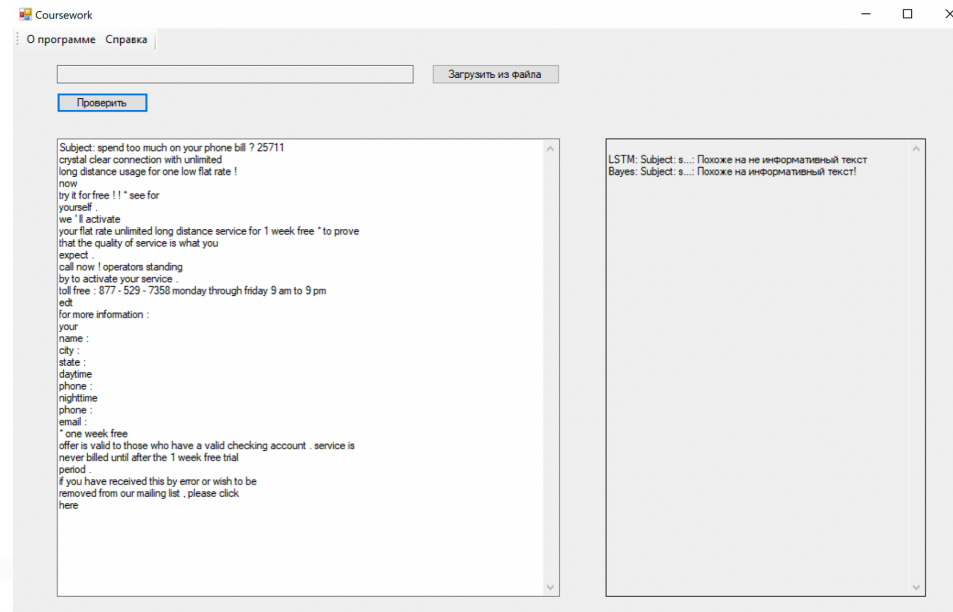 Coursework
О программе Справка
Загрузить из файла
Проверить
Subject: spend too much on your phone bill ? 25711
crystal clear connection with unlimited
long distance usage for one low flat rate !
now
try it for free ! ! * see for
yourself .
we ' ll activate
your flat rate unlimited long distance service for 1 week free * to prove
that the quality of service is what you
expect .
call now ! operators standing
by to activate your service .
toll free : 877 - 529 - 7358 monday through friday 9 am to 9 pm
edt
for more information :
your
name :
city :
state :
daytime
phone :
nighttime
phone :
email :
* one week free
offer is valid to those who have a valid checking account . service is
never billed until after the 1 week free trial
period .
if you have received this by error or wish to be
removed from our mailing list , please click
here
LSTM: Subject: s...: Похоже на не информативный текст
Bayes: Subject: s...: Похоже на информативный текст!